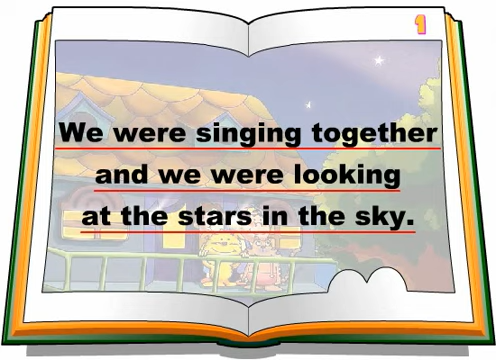 1
We were singing together
and we were looking
at the stars in the sky.